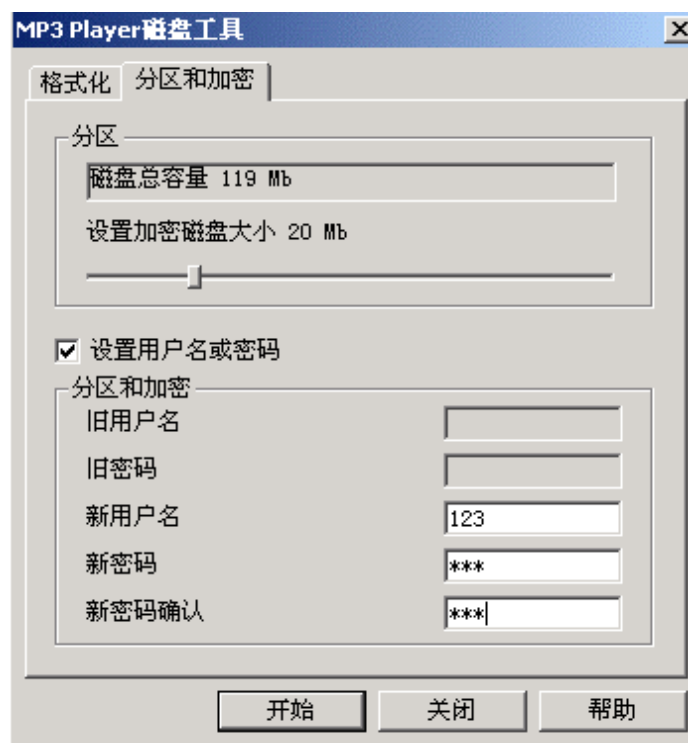 MP3 Player磁盘工具
格式化 分区和加密
分区
磁盘总容量 119 Mb
设置加密磁盘大小 20 Mb
设置用户名或密码
分区和加密
旧用户名
旧密码
新用户名 123
新密码 ***
新密码确认 ***
开始 关闭 帮助